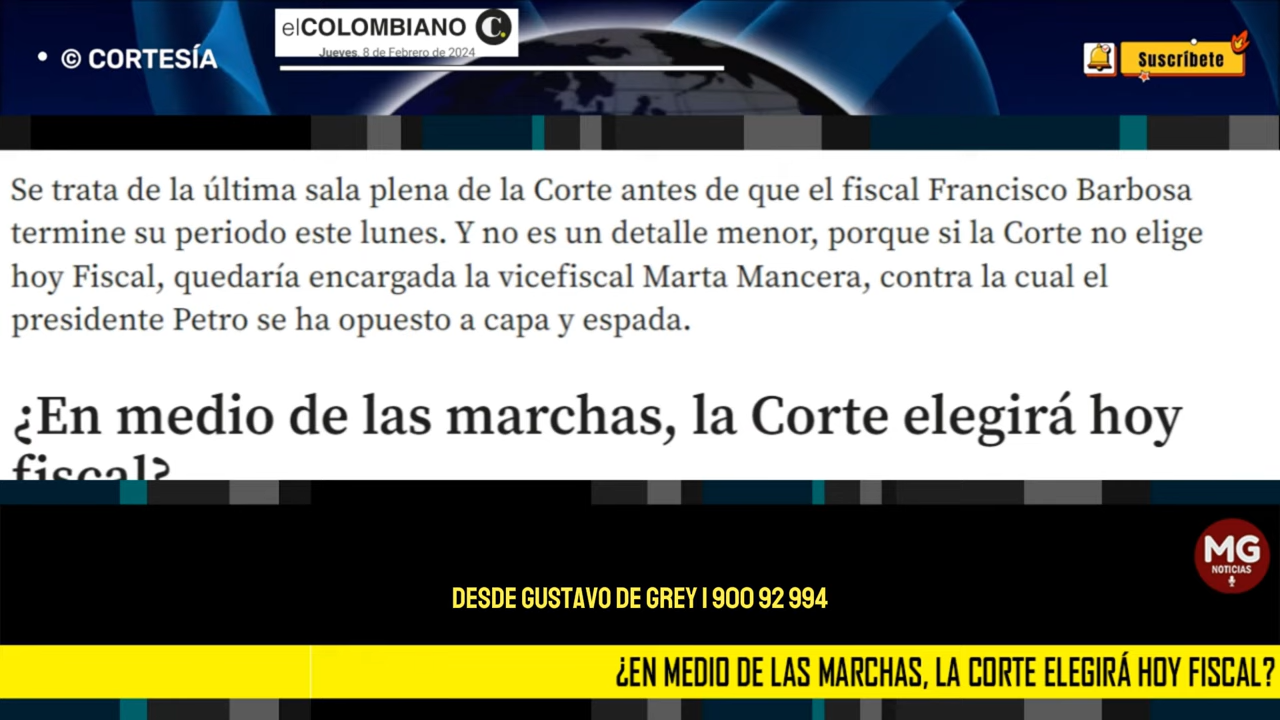 • © CORTESÍA
elCOLOMBIANO C.
Jueves, 8 de Febrero de 2024
Suscríbete
Se trata de la última sala plena de la Corte antes de que el fiscal Francisco Barbosa
termine su periodo este lunes. Y no es un detalle menor, porque si la Corte no elige
hoy Fiscal, quedaría encargada la vicefiscal Marta Mancera, contra la cual el
presidente Petro se ha opuesto a capa y espada.
¿En medio de las marchas, la Corte elegirá hoy
fiscal?
MG
NOTICIAS
DESDE GUSTAVO DE GREY I 900 92 994
¿EN MEDIO DE LAS MARCHAS, LA CORTE ELEGIRÁ HOY FISCAL?